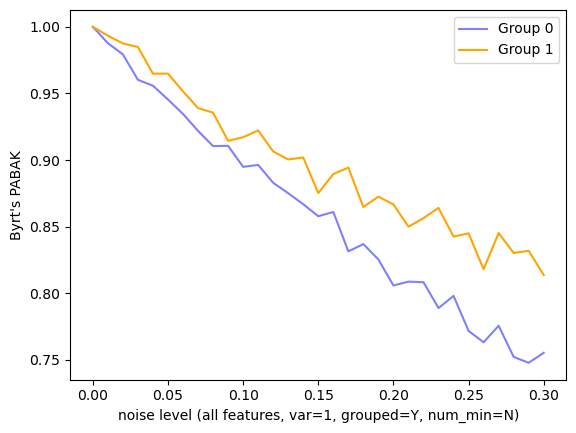 Group 0
Group 1
1.00
0.95
0.90
0.85
0.80
0.75
Byrt's PABAK
0.00 0.05 0.10 0.15 0.20 0.25 0.30
noise level (all features, var=1, grouped=Y, num_min=N)